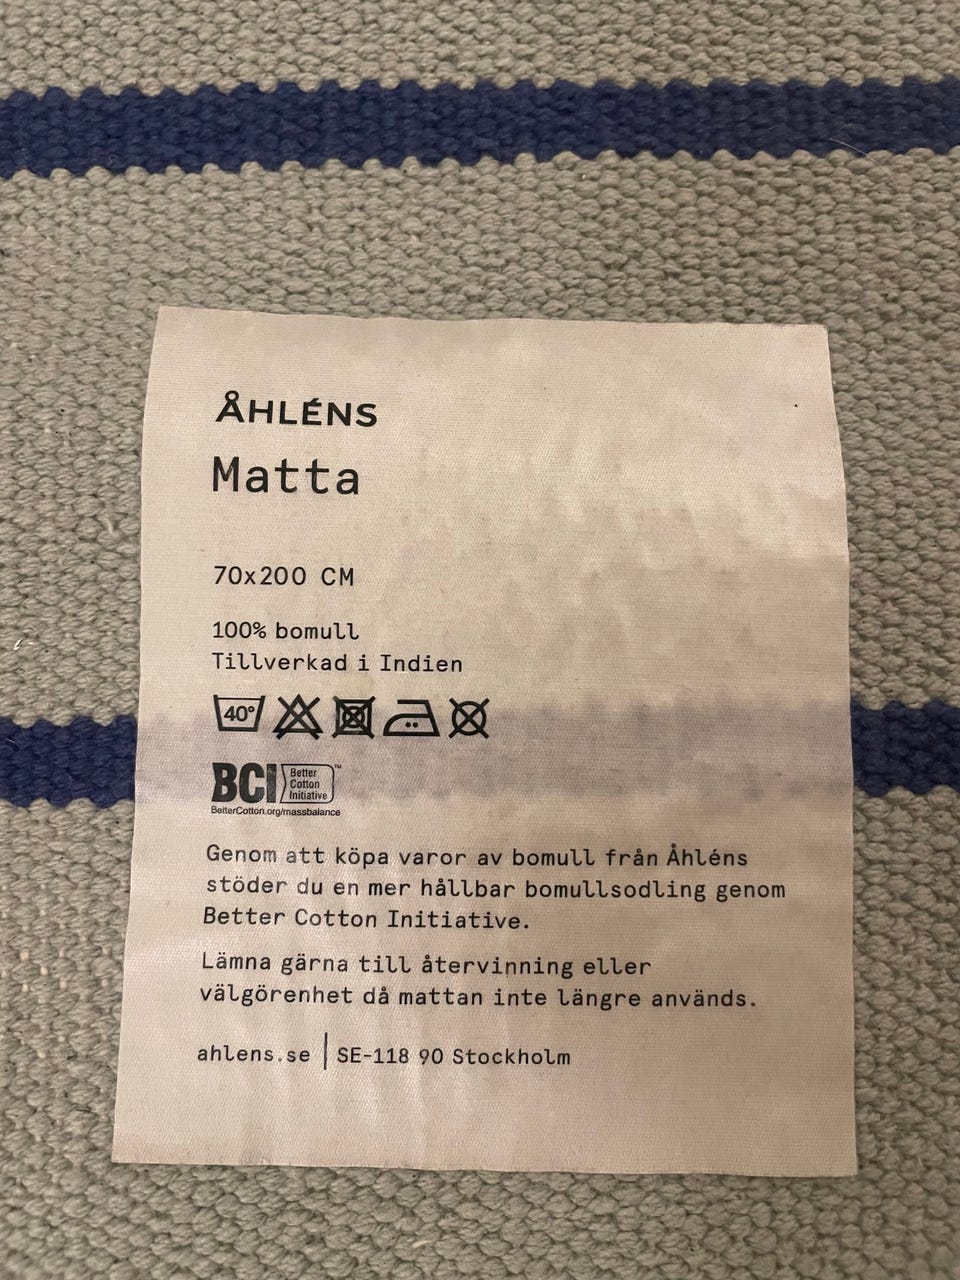 ÅHLÉNS
Matta
70x200 CM
100% bomull
Tillverkad i Indien
40°
BCI Better Cotton Initiative™
BetterCotton.org/massbalance
Genom att köpa varor av bomull från Åhléns
stöder du en mer hållbar bomullsodling genom
Better Cotton Initiative.
Lämna gärna till återvinning eller
välgörenhet då mattan inte längre används.
ahlens.se | SE-118 90 Stockholm